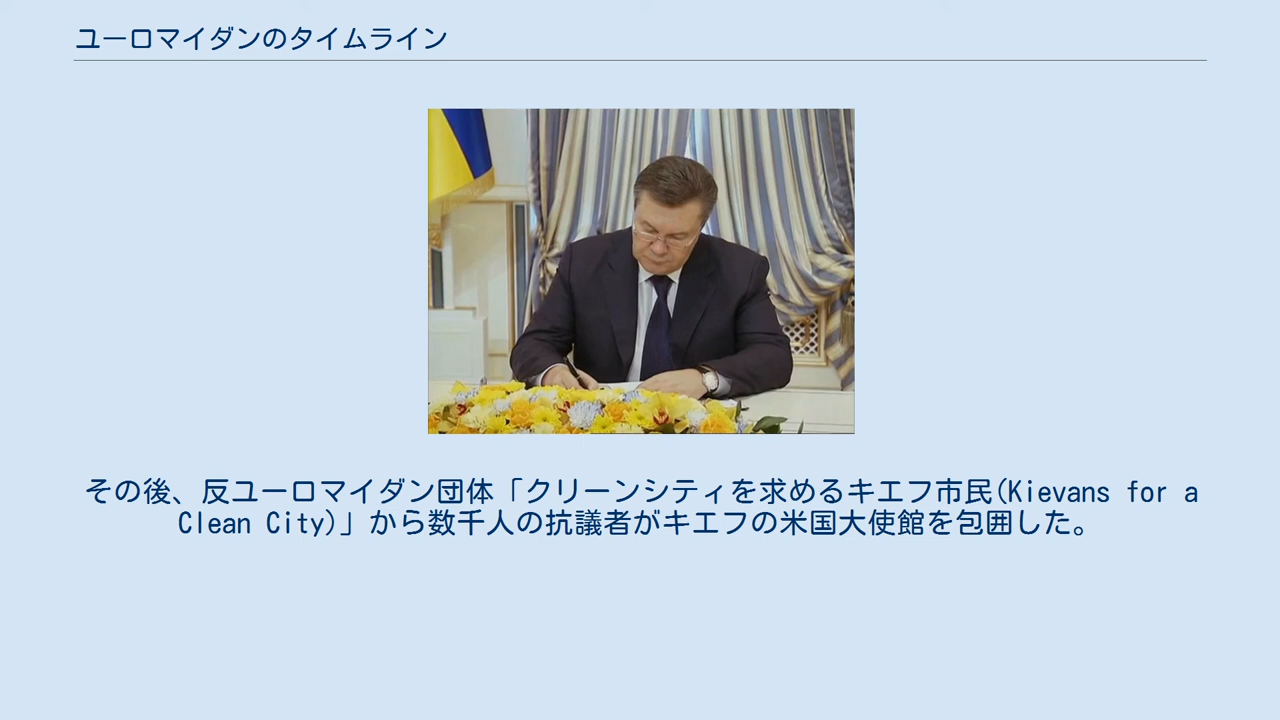 ユーロマイダンのタイムライン
その後、反ユーロマイダン団体「クリーンシティを求めるキエフ市民(Kievans for a
Clean City)」から数千人の抗議者がキエフの米国大使館を包囲した。